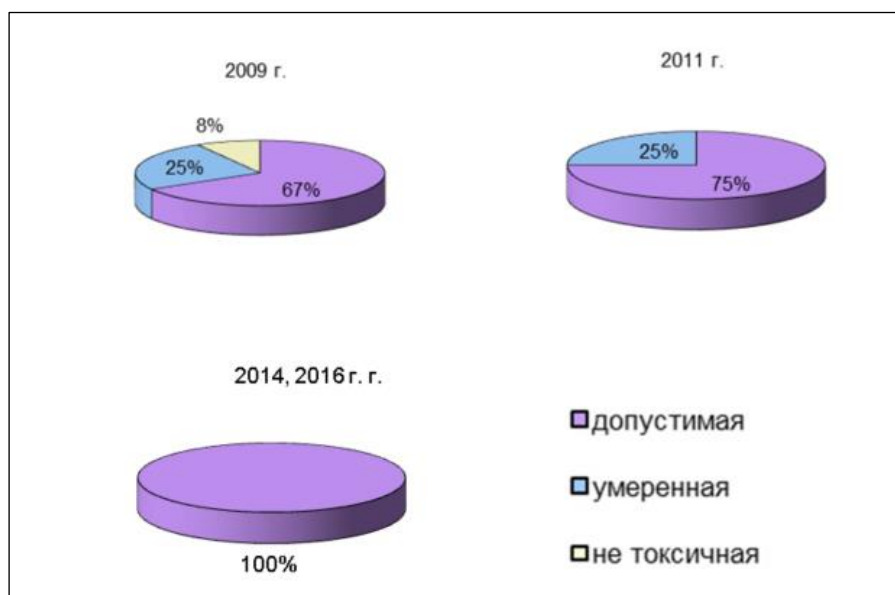 2009 г.
8%
25%
67%
2011 г.
25%
75%
2014, 2016 г. г.
100%
допустимая
умеренная
не токсичная